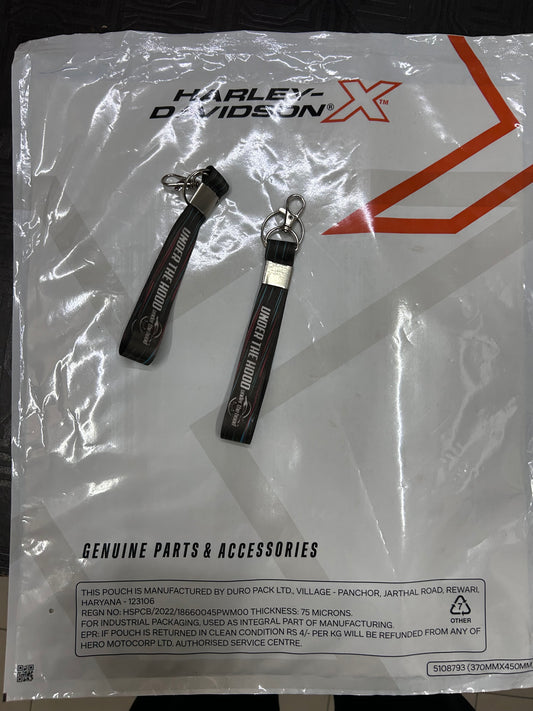 HARLEY-
DAVIDSON® X™
UNDER THE HOOD
UNDER THE HOOD
GENUINE PARTS & ACCESSORIES
THIS POUCH IS MANUFACTURED BY DURO PACK LTD., VILLAGE - PANCHOR, JARTHAL ROAD, REWARI,
HARYANA - 123106
REGN NO: HSPCB/2022/18660045PWM00 THICKNESS: 75 MICRONS.
FOR INDUSTRIAL PACKAGING, USED AS INTEGRAL PART OF MANUFACTURING.
EPR: IF POUCH IS RETURNED IN CLEAN CONDITION RS 4/- PER KG WILL BE REFUNDED FROM ANY OF
HERO MOTOCORP LTD. AUTHORISED SERVICE CENTRE.
7
OTHER
5108793 (370MMX450MM)